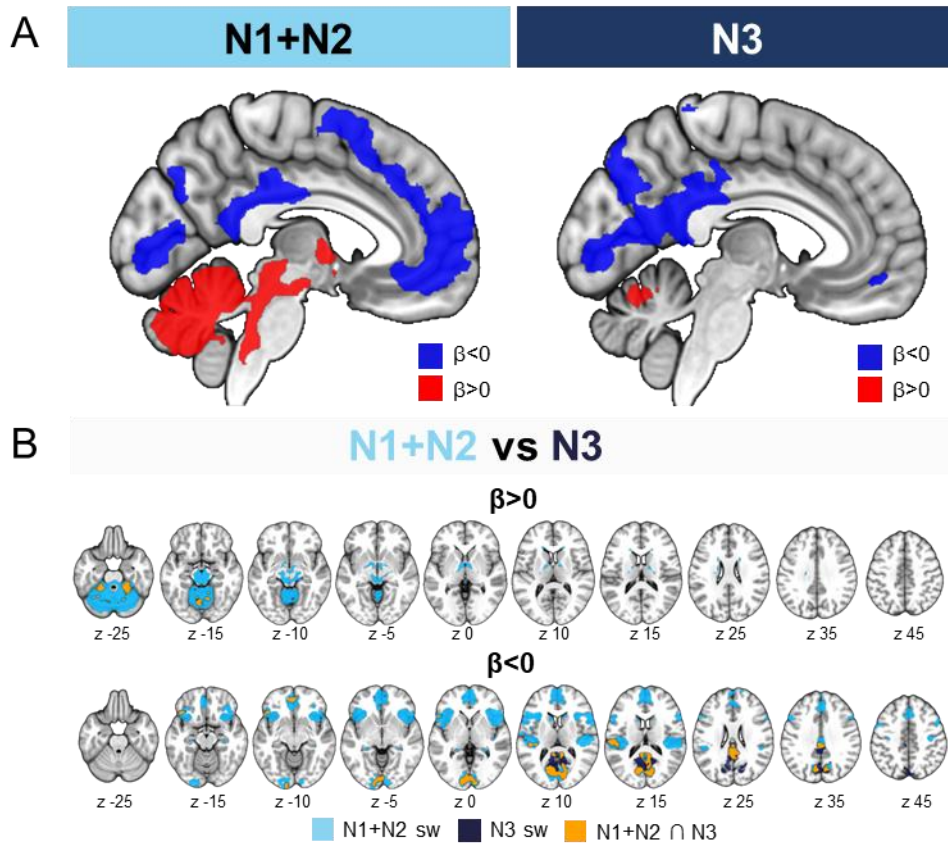 A
N1+N2 N3
β<0 β<0
β>0 β>0
B
N1+N2 vs N3
β>0
z -25 z -15 z -10 z -5 z 0 z 10 z 15 z 25 z 35 z 45
β<0
z -25 z -15 z -10 z -5 z 0 z 10 z 15 z 25 z 35 z 45
N1+N2 sw N3 sw N1+N2 ∩ N3